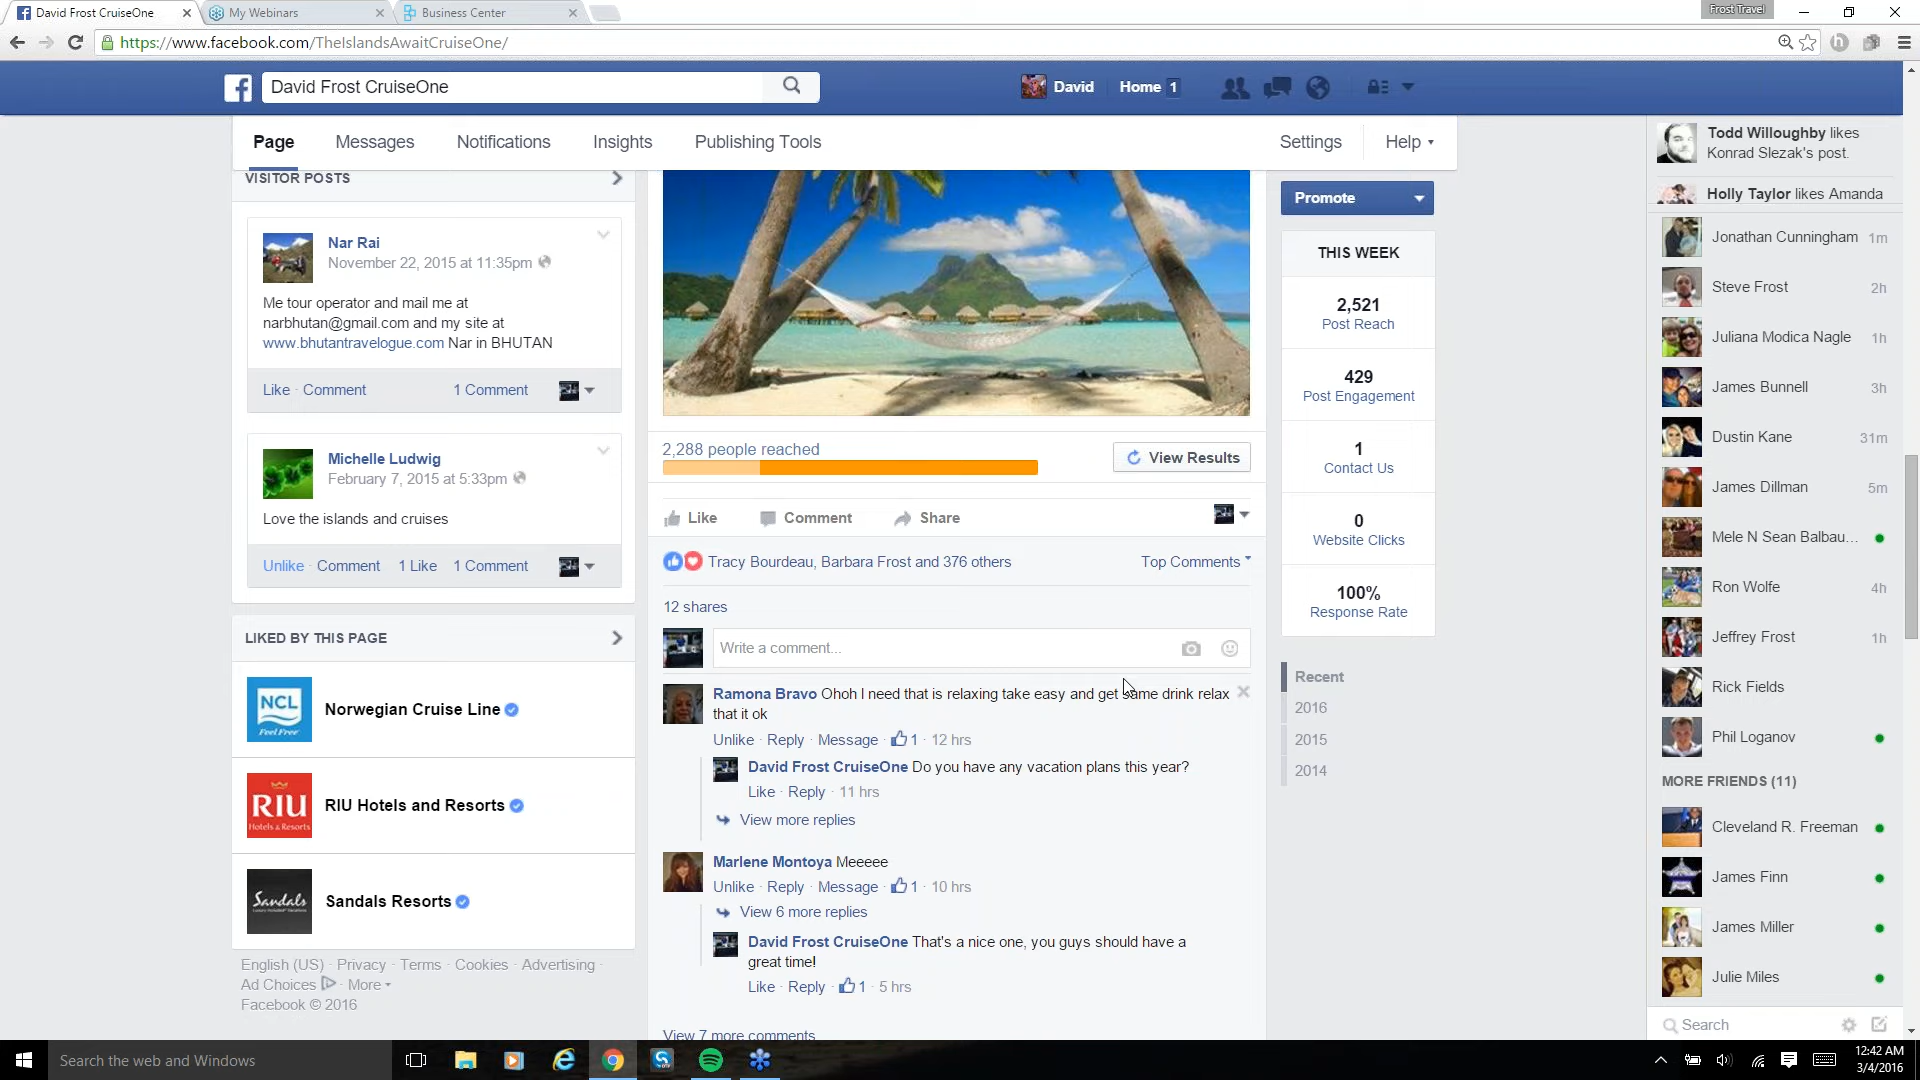 David Frost CruiseOne
My Webinars
Business Center
Frost Travel
https://www.facebook.com/TheIslandsAwaitCruiseOne/
David Frost CruiseOne
David
Home 1
Page
Messages
Notifications
Insights
Publishing Tools
Settings
Help
VISITOR POSTS
Nar Rai
November 22, 2015 at 11:35pm
Me tour operator and mail me at
narbhutan@gmail.com and my site at
www.bhutantravelogue.com Nar in BHUTAN
Like · Comment
1 Comment
Michelle Ludwig
February 7, 2015 at 5:33pm
Love the islands and cruises
Unlike · Comment
1 Like
1 Comment
LIKED BY THIS PAGE
NCL
Feel Free
Norwegian Cruise Line
RIU
Hotels & Resorts
RIU Hotels and Resorts
Sandals
Sandals Resorts
English (US) · Privacy · Terms · Cookies · Advertising ·
Ad Choices · More
Facebook © 2016
2,288 people reached
View Results
Like
Comment
Share
Tracy Bourdeau, Barbara Frost and 376 others
Top Comments
12 shares
Write a comment...
Ramona Bravo Ohoh I need that is relaxing take easy and get same drink relax
that it ok
Unlike · Reply · Message · 1 · 12 hrs
David Frost CruiseOne Do you have any vacation plans this year?
Like · Reply · 11 hrs
View more replies
Marlene Montoya Meeeee
Unlike · Reply · Message · 1 · 10 hrs
View 6 more replies
David Frost CruiseOne That's a nice one, you guys should have a
great time!
Like · Reply · 1 · 5 hrs
View 7 more comments
Promote
THIS WEEK
2,521
Post Reach
429
Post Engagement
1
Contact Us
0
Website Clicks
100%
Response Rate
Recent
2016
2015
2014
Todd Willoughby likes
Konrad Slezak's post.
Holly Taylor likes Amanda
Jonathan Cunningham 1m
Steve Frost 2h
Juliana Modica Nagle 1h
James Bunnell 3h
Dustin Kane 31m
James Dillman 5m
Mele N Sean Balbau...
Ron Wolfe 4h
Jeffrey Frost 1h
Rick Fields
Phil Loganov
MORE FRIENDS (11)
Cleveland R. Freeman
James Finn
James Miller
Julie Miles
Search
Search the web and Windows
12:42 AM
3/4/2016